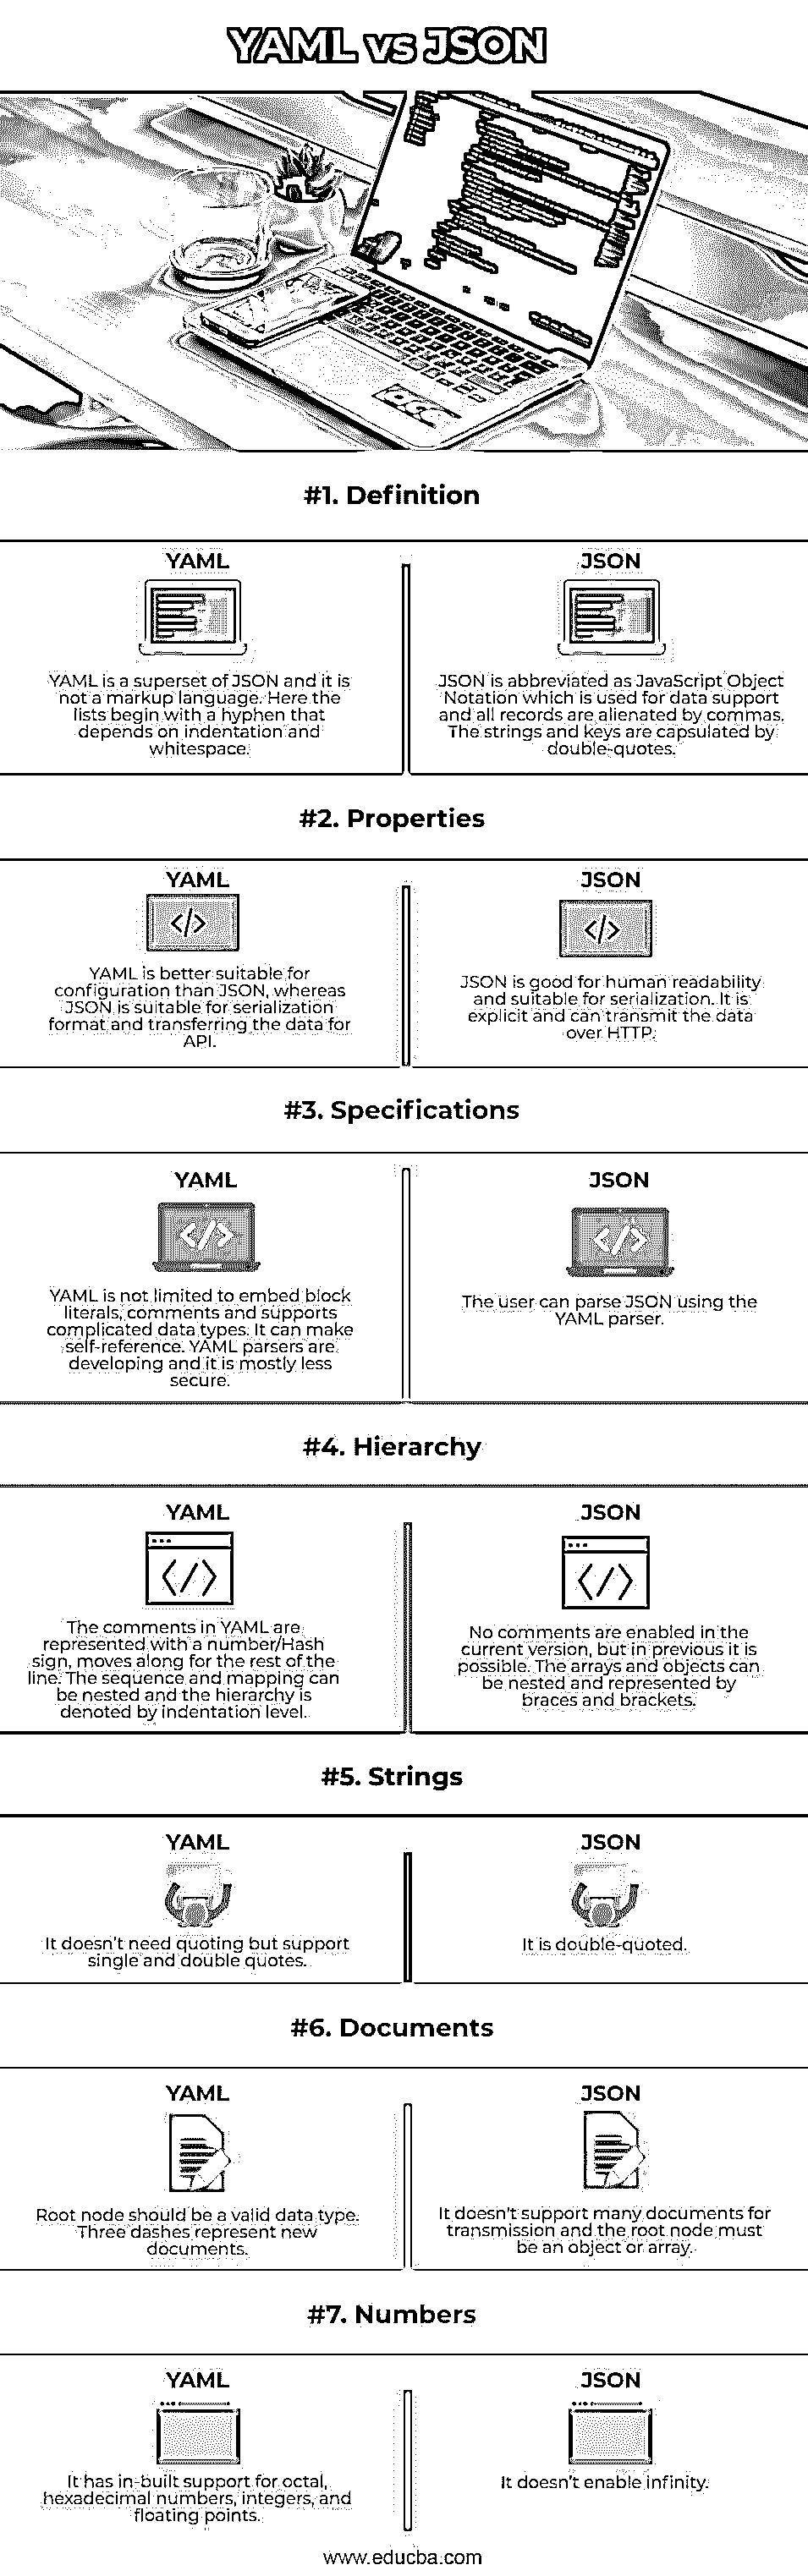 YAML vs JSON
#1. Definition
YAML
YAML is a superset of JSON and it is
not a markup language. Here the
lists begin with a hyphen that
depends on indentation and
whitespace.
JSON
JSON is abbreviated as JavaScript Object
Notation which is used for data support
and all records are alienated by commas.
The strings and keys are capsulated by
double-quotes.
#2. Properties
YAML
YAML is better suitable for
configuration than JSON, whereas
JSON is suitable for serialization
format and transferring the data for
API.
JSON
JSON is good for human readability
and suitable for serialization. It is
explicit and can transmit the data
over HTTP.
#3. Specifications
YAML
YAML is not limited to embed block
literals, comments and supports
complicated data types. It can make
self-reference. YAML parsers are
developing and it is mostly less
secure.
JSON
The user can parse JSON using the
YAML parser.
#4. Hierarchy
YAML
The comments in YAML are
represented with a number/Hash
sign, moves along for the rest of the
line. The sequence and mapping can
be nested and the hierarchy is
denoted by indentation level.
JSON
No comments are enabled in the
current version, but in previous it is
possible. The arrays and objects can
be nested and represented by
braces and brackets.
#5. Strings
YAML
It doesn't need quoting but support
single and double quotes.
JSON
It is double-quoted.
#6. Documents
YAML
Root node should be a valid data type.
Three dashes represent new
documents.
JSON
It doesn't support many documents for
transmission and the root node must
be an object or array.
#7. Numbers
YAML
It has in-built support for octal,
hexadecimal numbers, integers, and
floating points.
JSON
It doesn't enable infinity.
www.educba.com